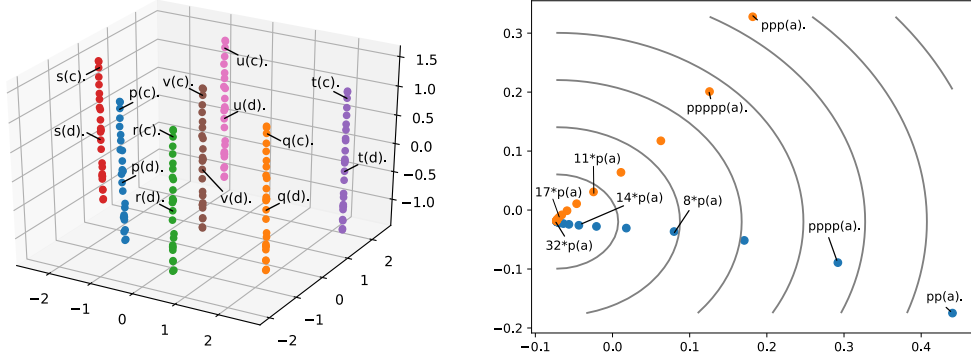 s(c).
p(c).
v(c).
u(c).
t(c).
s(d).
r(c).
u(d).
q(c).
p(d).
t(d).
r(d).
v(d).
q(d).
1.5
1.0
0.5
0.0
−0.5
−1.0
−2
−1
0
1
2
−2
−1
0
1
2
0.3
0.2
0.1
0.0
−0.1
−0.2
−0.1
0.0
0.1
0.2
0.3
0.4
ppp(a).
ppppp(a).
11*p(a)
17*p(a)
14*p(a)
8*p(a)
32*p(a)
pppp(a).
pp(a).